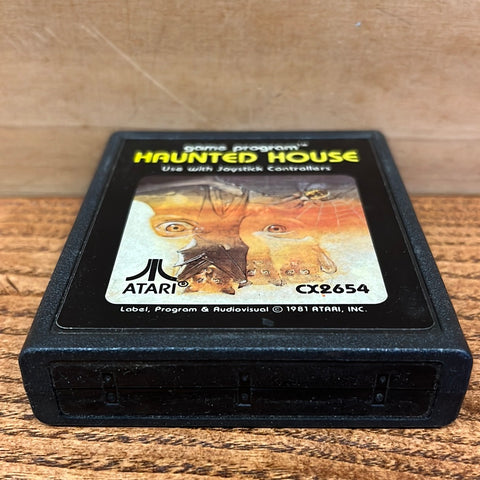 game program™
HAUNTED HOUSE
Use with Joystick Controllers
ATARI®
CX2654
Label, Program & Audiovisual © 1981 ATARI, INC.